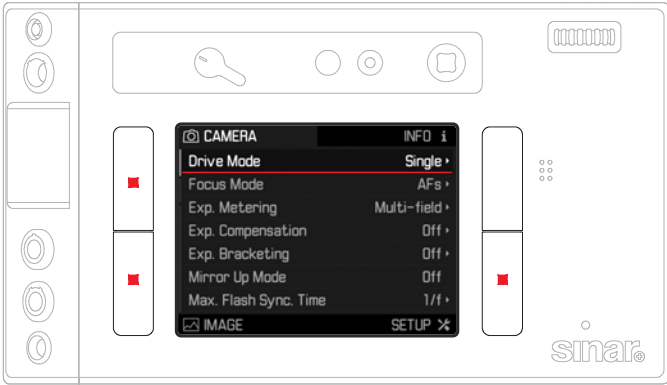 CAMERA INFO i
Drive Mode Single
Focus Mode AFs
Exp. Metering Multi-field
Exp. Compensation Off
Exp. Bracketing Off
Mirror Up Mode Off
Max. Flash Sync. Time 1/f
IMAGE SETUP
sinar